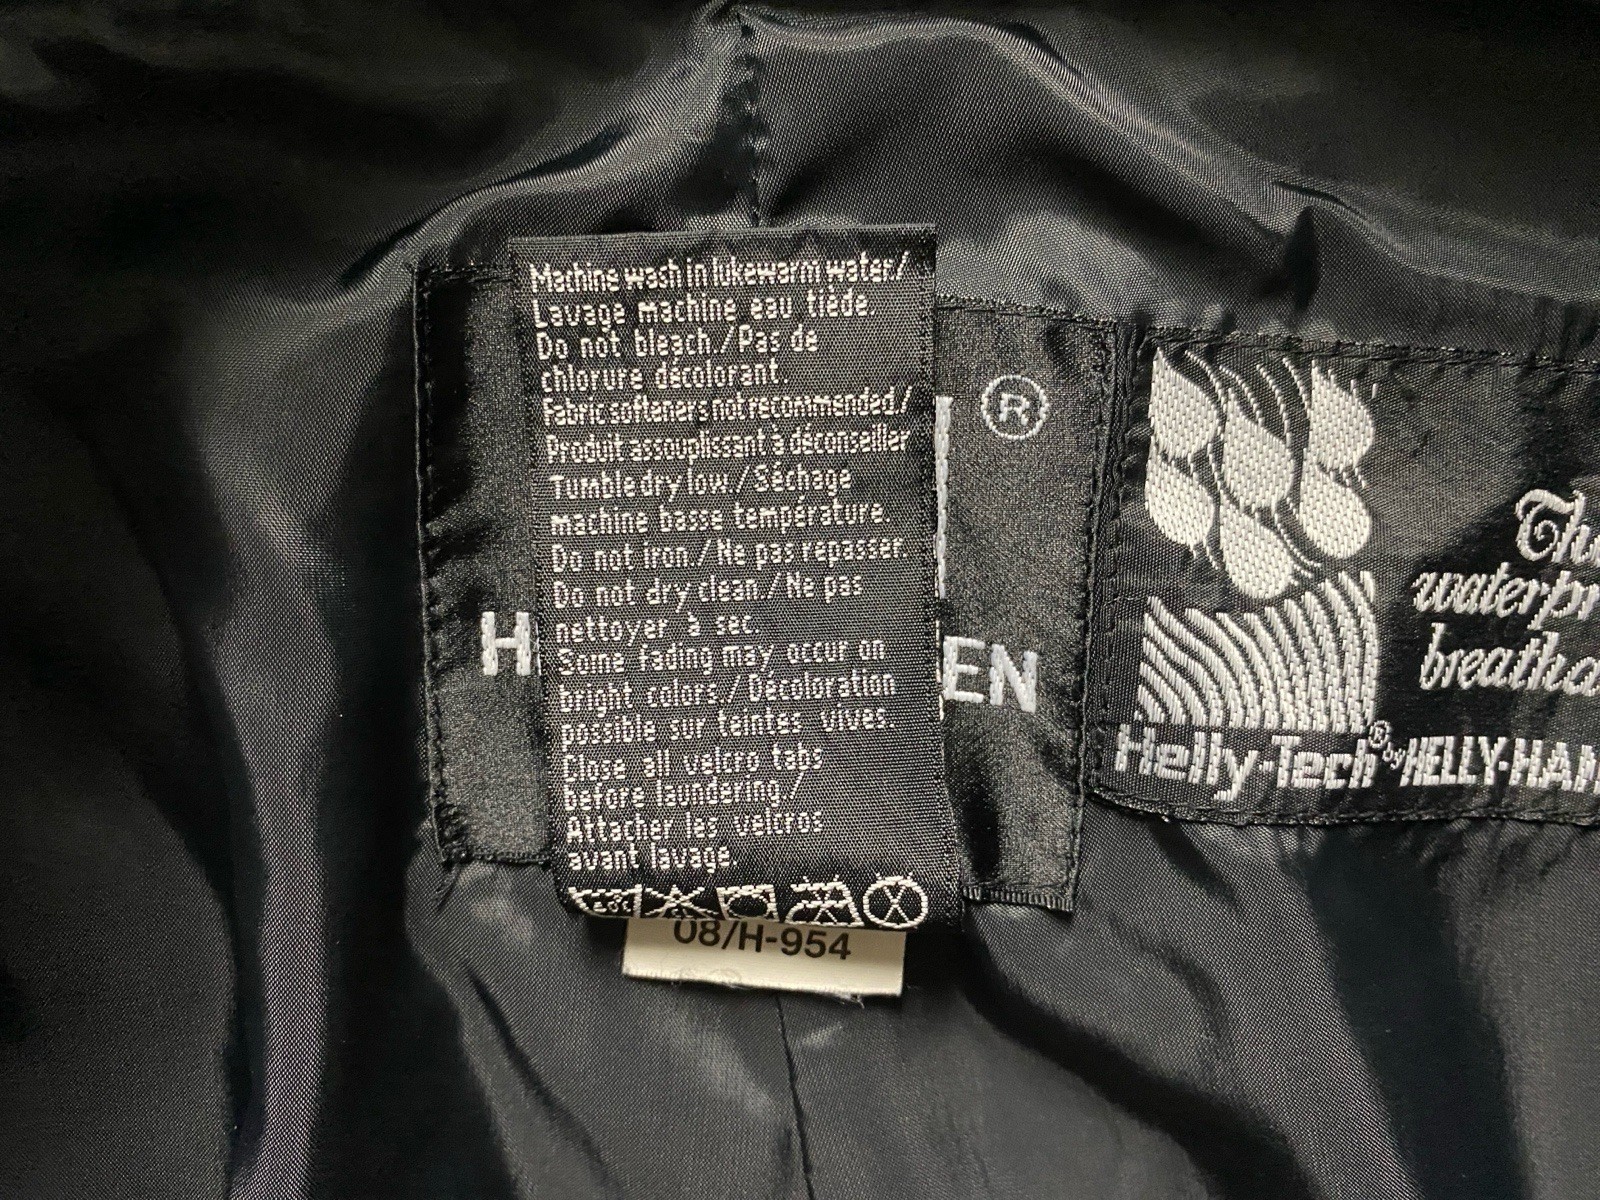 Machine wash in lukewarm water/
Lavage machine eau tiède.
Do not bleach./Pas de
chlorure décolorant.
Fabric softeners not recommended/
Produit assouplissant à déconseiller
Tumble dry low./Séchage
machine basse température.
Do not iron./Ne pas repasser.
Do not dry clean./Ne pas
nettoyer à sec.
Some fading may occur on
bright colors/Décoloration
possible sur teintes vives.
Close all velcro tabs
before laundering/
Attacher les velcros
avant lavage.
08/H-954
®
H
EN
waterpr
breatha
Helly-Tech® by HELLY-HAN